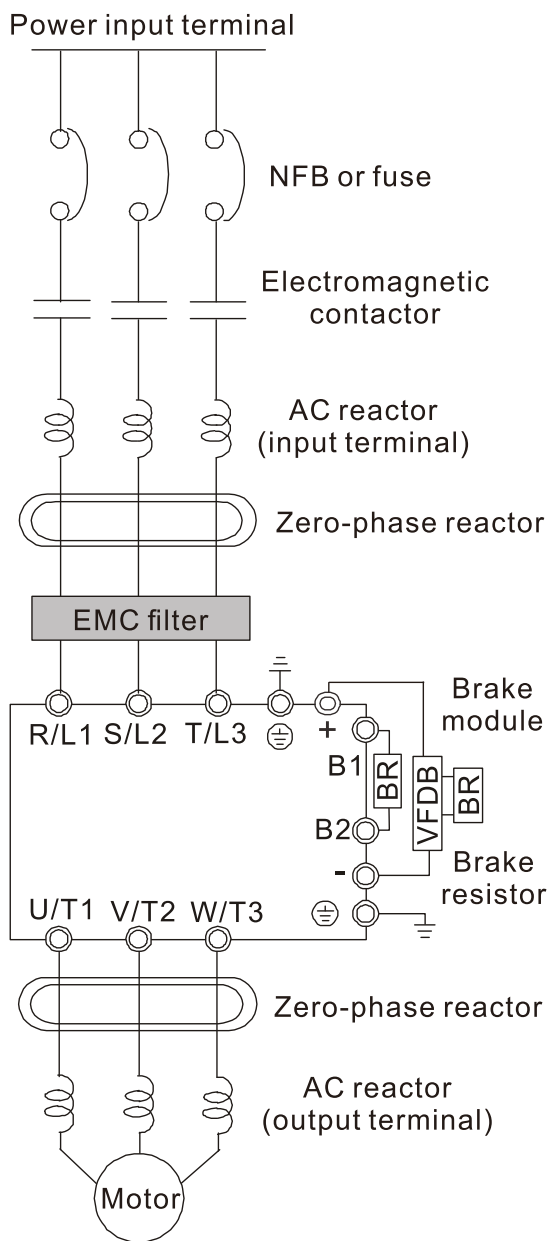 Power input terminal
NFB or fuse
Electromagnetic
contactor
AC reactor
(input terminal)
Zero-phase reactor
EMC filter
R/L1 S/L2 T/L3
+
Brake
module
B1
BR
VFDB
BR
B2
-
Brake
resistor
U/T1 V/T2 W/T3
Zero-phase reactor
AC reactor
(output terminal)
Motor